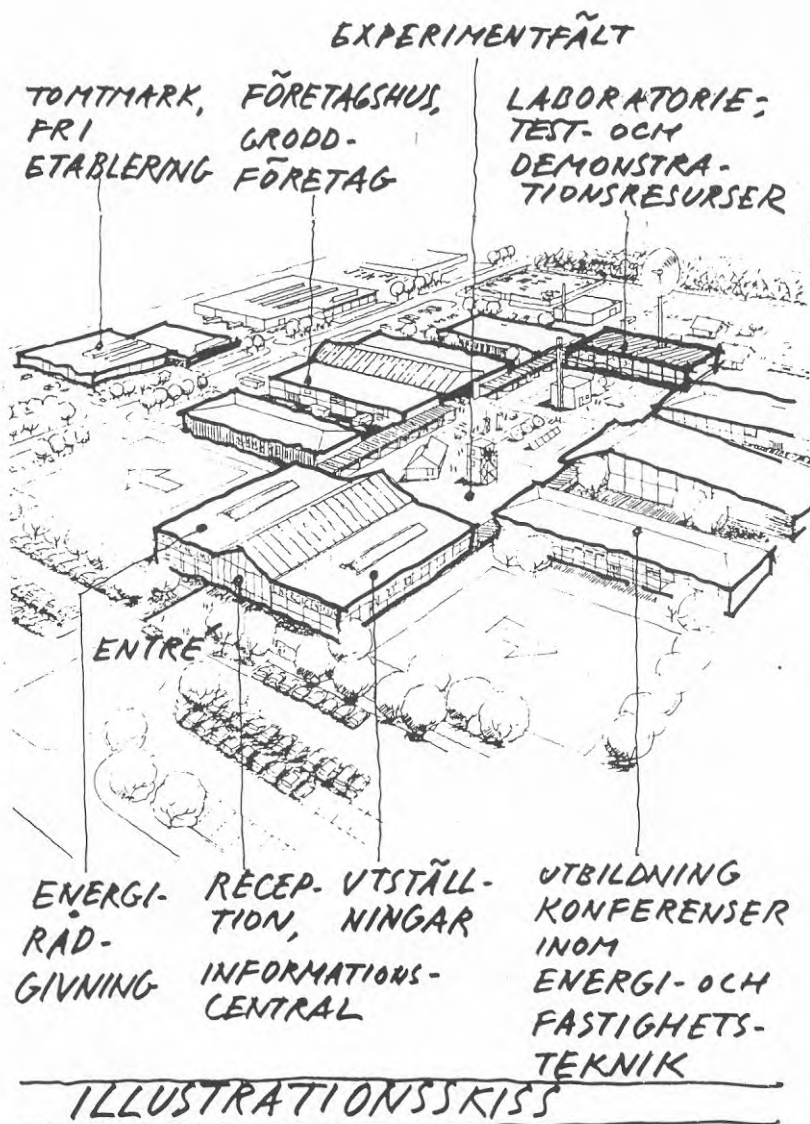 EXPERIMENTFÄLT
TOMTMARK,
FRI
ETABLERING
FÖRETAGSHUS,
GRODD-
FÖRETAG
LABORATORIE-,
TEST- OCH
DEMONSTRA-
TIONSRESURSER
ENTRE
ENERGI-
RÅD-
GIVNING
RECEP-
TION,
INFORMATIONS-
CENTRAL
UTSTÄLL-
NINGAR
UTBILDNING
KONFERENSER
INOM
ENERGI- OCH
FASTIGHETS-
TEKNIK
ILLUSTRATIONSSKISS